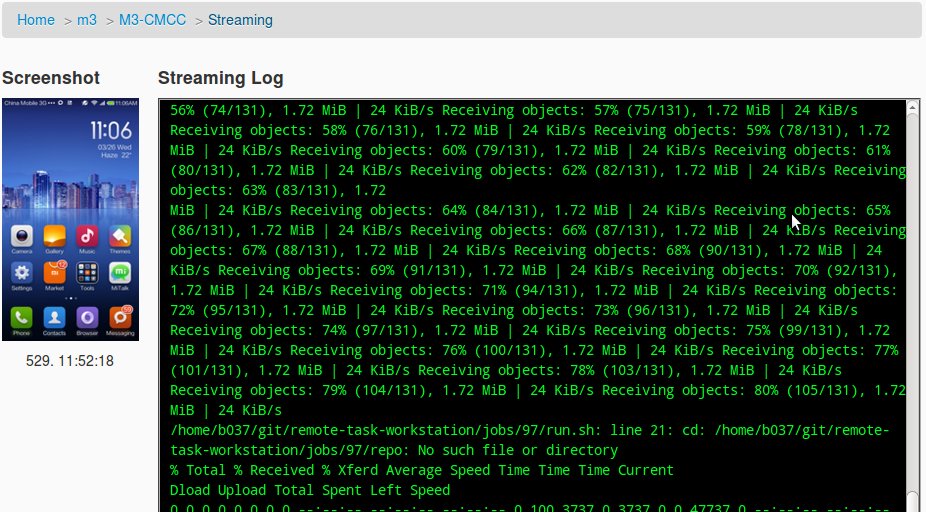 Home > m3 > M3-CMCC > Streaming
Screenshot
Streaming Log
China Mobile 3G
11:06AM
11:06
03/26 Wed
Haze 22°
Camera Gallery Music Themes
Settings Market Tools MiTalk
Phone Contacts Browser Messaging
529. 11:52:18
56% (74/131), 1.72 MiB | 24 KiB/s Receiving objects: 57% (75/131), 1.72 MiB | 24 KiB/s
Receiving objects: 58% (76/131), 1.72 MiB | 24 KiB/s Receiving objects: 59% (78/131), 1.72
MiB | 24 KiB/s Receiving objects: 60% (79/131), 1.72 MiB | 24 KiB/s Receiving objects: 61%
(80/131), 1.72 MiB | 24 KiB/s Receiving objects: 62% (82/131), 1.72 MiB | 24 KiB/s Receiving
objects: 63% (83/131), 1.72
MiB | 24 KiB/s Receiving objects: 64% (84/131), 1.72 MiB | 24 KiB/s Receiving objects: 65%
(86/131), 1.72 MiB | 24 KiB/s Receiving objects: 66% (87/131), 1.72 MiB | 24 KiB/s Receiving
objects: 67% (88/131), 1.72 MiB | 24 KiB/s Receiving objects: 68% (90/131), 1.72 MiB | 24
KiB/s Receiving objects: 69% (91/131), 1.72 MiB | 24 KiB/s Receiving objects: 70% (92/131),
1.72 MiB | 24 KiB/s Receiving objects: 71% (94/131), 1.72 MiB | 24 KiB/s Receiving objects:
72% (95/131), 1.72 MiB | 24 KiB/s Receiving objects: 73% (96/131), 1.72 MiB | 24 KiB/s
Receiving objects: 74% (97/131), 1.72 MiB | 24 KiB/s Receiving objects: 75% (99/131), 1.72
MiB | 24 KiB/s Receiving objects: 76% (100/131), 1.72 MiB | 24 KiB/s Receiving objects: 77%
(101/131), 1.72 MiB | 24 KiB/s Receiving objects: 78% (103/131), 1.72 MiB | 24 KiB/s
Receiving objects: 79% (104/131), 1.72 MiB | 24 KiB/s Receiving objects: 80% (105/131), 1.72
MiB | 24 KiB/s
/home/b037/git/remote-task-workstation/jobs/97/run.sh: line 21: cd: /home/b037/git/remote-
task-workstation/jobs/97/repo: No such file or directory
% Total % Received % Xferd Average Speed Time Time Time Current
Dload Upload Total Spent Left Speed
0 0 0 0 0 0 0 0 --:--:-- --:--:-- --:--:-- 0 100 3737 0 3737 0 0 47737 0 --:--:-- --:--:-- --:--:--